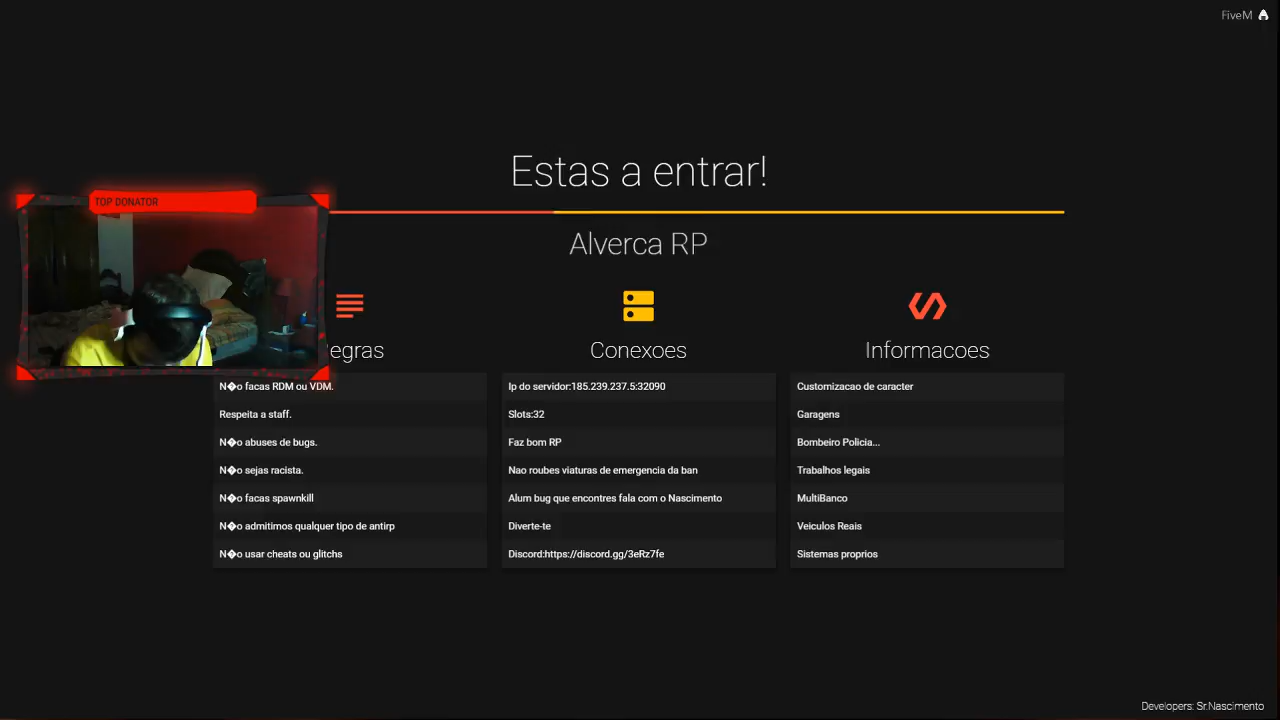 FiveM
Estas a entrar!
TOP DONATOR
Alverca RP
egras
N�o facas RDM ou VDM.
Respeita a staff.
N�o abuses de bugs.
N�o sejas racista.
N�o facas spawnkill
N�o admitimos qualquer tipo de antirp
N�o usar cheats ou glitchs
Conexoes
Ip do servidor:185.239.237.5:32090
Slots:32
Faz bom RP
Nao roubes viaturas de emergencia da ban
Alum bug que encontres fala com o Nascimento
Diverte-te
Discord:https://discord.gg/3eRz7fe
Informacoes
Customizacao de caracter
Garagens
Bombeiro Policia...
Trabalhos legais
MultiBanco
Veiculos Reais
Sistemas proprios
Developers: Sr.Nascimento